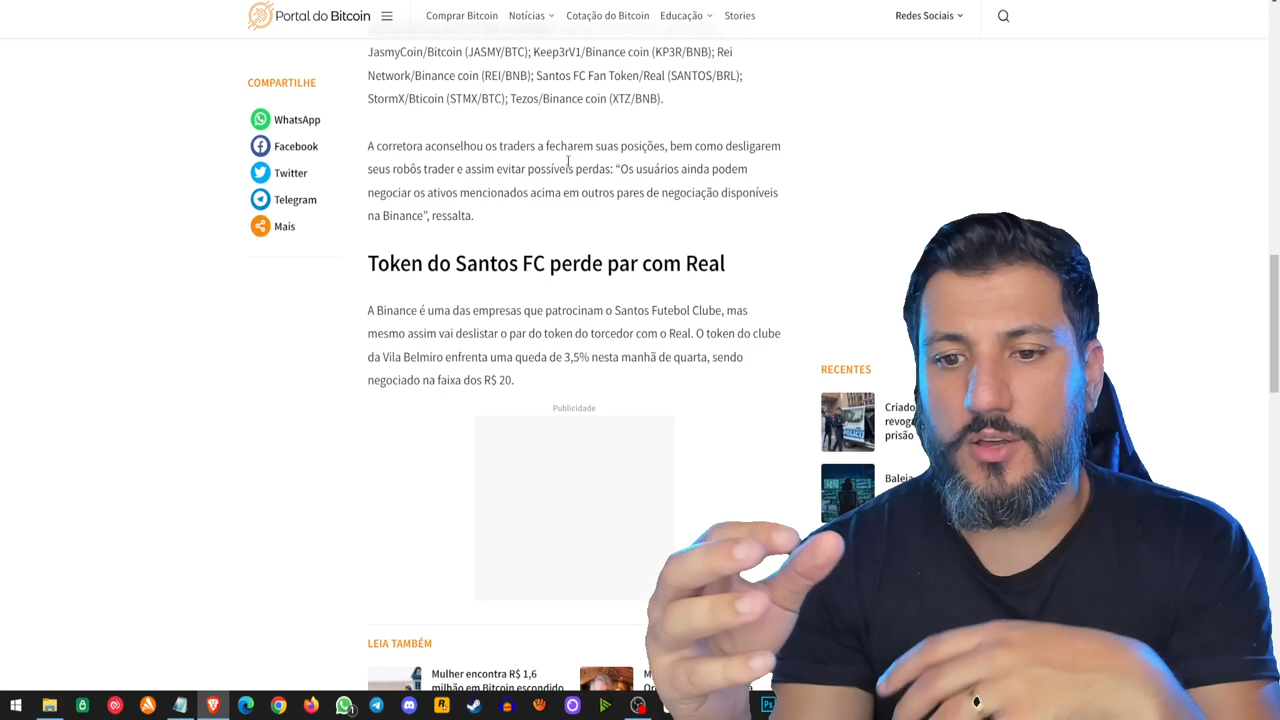 Portal do Bitcoin
Comprar Bitcoin
Notícias
Cotação do Bitcoin
Educação
Stories
Redes Sociais
COMPARTILHE
WhatsApp
Facebook
Twitter
Telegram
Mais
JasmyCoin/Bitcoin (JASMY/BTC); Keep3rV1/Binance coin (KP3R/BNB); Rei
Network/Binance coin (REI/BNB); Santos FC Fan Token/Real (SANTOS/BRL);
StormX/Bticoin (STMX/BTC); Tezos/Binance coin (XTZ/BNB).
A corretora aconselhou os traders a fecharem suas posições, bem como desligarem
seus robôs trader e assim evitar possíveis perdas: “Os usuários ainda podem
negociar os ativos mencionados acima em outros pares de negociação disponíveis
na Binance”, ressalta.
Token do Santos FC perde par com Real
A Binance é uma das empresas que patrocinam o Santos Futebol Clube, mas
mesmo assim vai deslistar o par do token do torcedor com o Real. O token do clube
da Vila Belmiro enfrenta uma queda de 3,5% nesta manhã de quarta, sendo
negociado na faixa dos R$ 20.
Publicidade
RECENTES
Criado
revog
prisão
Baleia
LEIA TAMBÉM
Mulher encontra R$ 1,6
milhão em Bitcoin escondido